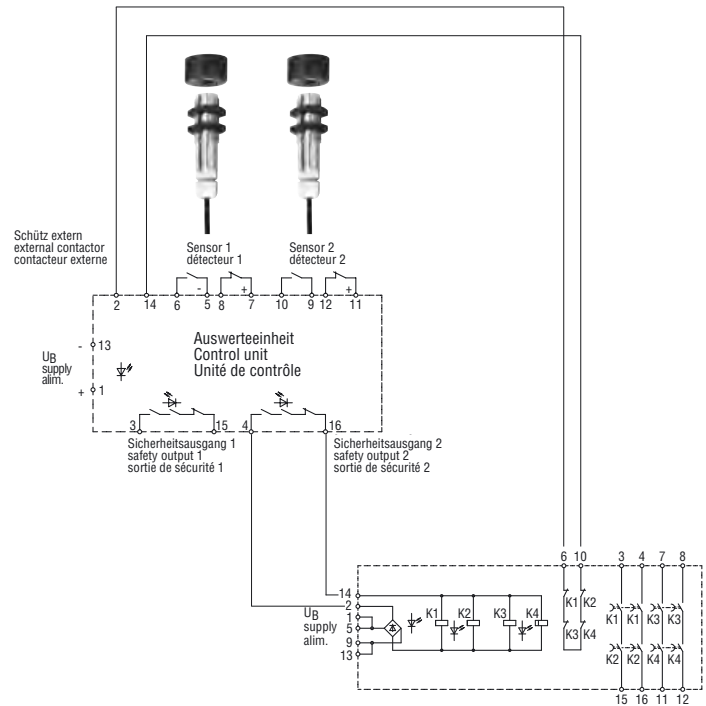 Schütz extern
external contactor
contacteur externe
Sensor 1
détecteur 1
Sensor 2
détecteur 2
- +
+
2 14 6 5 8 7 10 9 12 11
- 13
UB
supply
alim.
+ 1
Auswerteeinheit
Control unit
Unité de contrôle
3 15 4 16
Sicherheitsausgang 1
safety output 1
sortie de sécurité 1
Sicherheitsausgang 2
safety output 2
sortie de sécurité 2
6 10 3 4 7 8
14
2
1
5
9
13
UB
supply
alim.
K1 K2 K3 K4
K1 K2
K3 K4
K1 K1 K3 K3
K2 K2 K4 K4
15 16 11 12